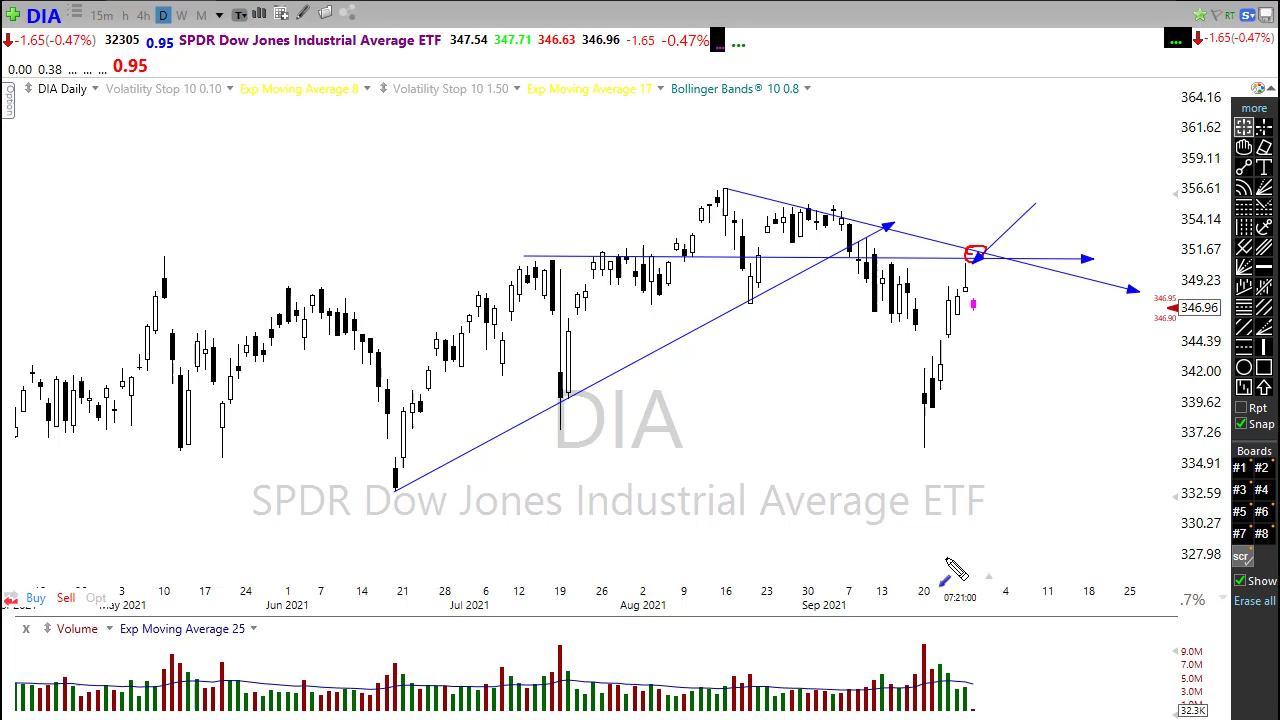 DIA 15m h 4h D W M T RT S
-1.65(-0.47%) 32305 0.95 SPDR Dow Jones Industrial Average ETF 347.54 347.71 346.63 346.96 -1.65 -0.47% ... ... ... -1.65(-0.47%)
0.00 0.38 ... ... ... 0.95
Option
DIA Daily Volatility Stop 10 0.10 Exp Moving Average 8 Volatility Stop 10 1.50 Exp Moving Average 17 Bollinger Bands® 10 0.8
364.16
361.62
359.11
356.61
354.14
351.67
349.23
346.95
346.96
346.90
344.39
342.00
339.62
337.26
334.91
332.59
330.27
327.98
DIA
SPDR Dow Jones Industrial Average ETF
more
T
Rpt
Snap
Boards
#1 #2
#3 #4
#5 #6
#7 #8
scr
Show
Erase all
3 10 17 24 1 7 14 21 28 6 12 19 26 2 9 16 23 30 7 13 20 07:21:00 4 11 18 25
May 2021 Jun 2021 Jul 2021 Aug 2021 Sep 2021
Buy Sell Opt
.7%
X Volume Exp Moving Average 25
9.0M
7.0M
5.0M
3.0M
32.3K